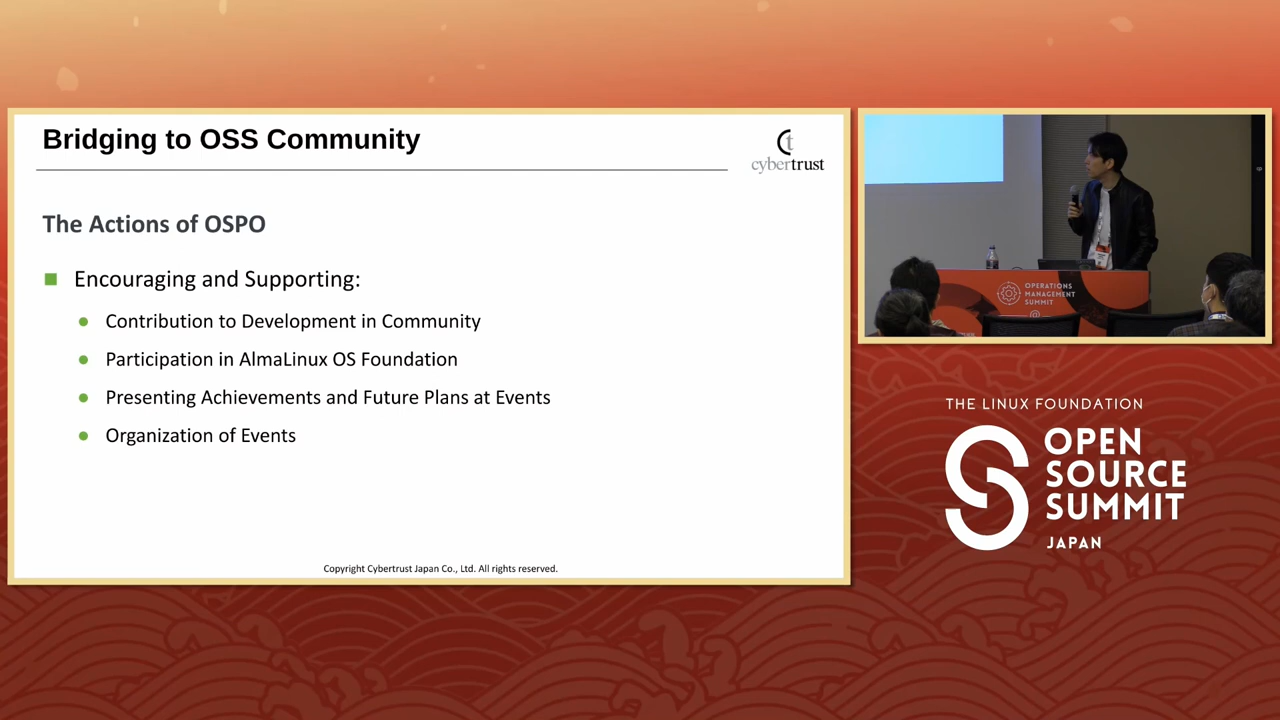 Bridging to OSS Community
cybertrust
The Actions of OSPO
Encouraging and Supporting:
Contribution to Development in Community
Participation in AlmaLinux OS Foundation
Presenting Achievements and Future Plans at Events
Organization of Events
Copyright Cybertrust Japan Co., Ltd. All rights reserved.
OPERATIONS
MANAGEMENT
SUMMIT
THE LINUX FOUNDATION
OPEN
SOURCE
SUMMIT
JAPAN